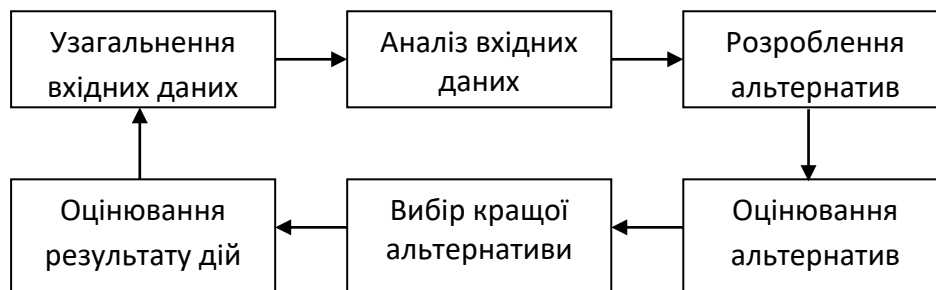 Узагальнення
вхідних даних
Аналіз вхідних
даних
Розроблення
альтернатив
Оцінювання
альтернатив
Вибір кращої
альтернативи
Оцінювання
результату дій